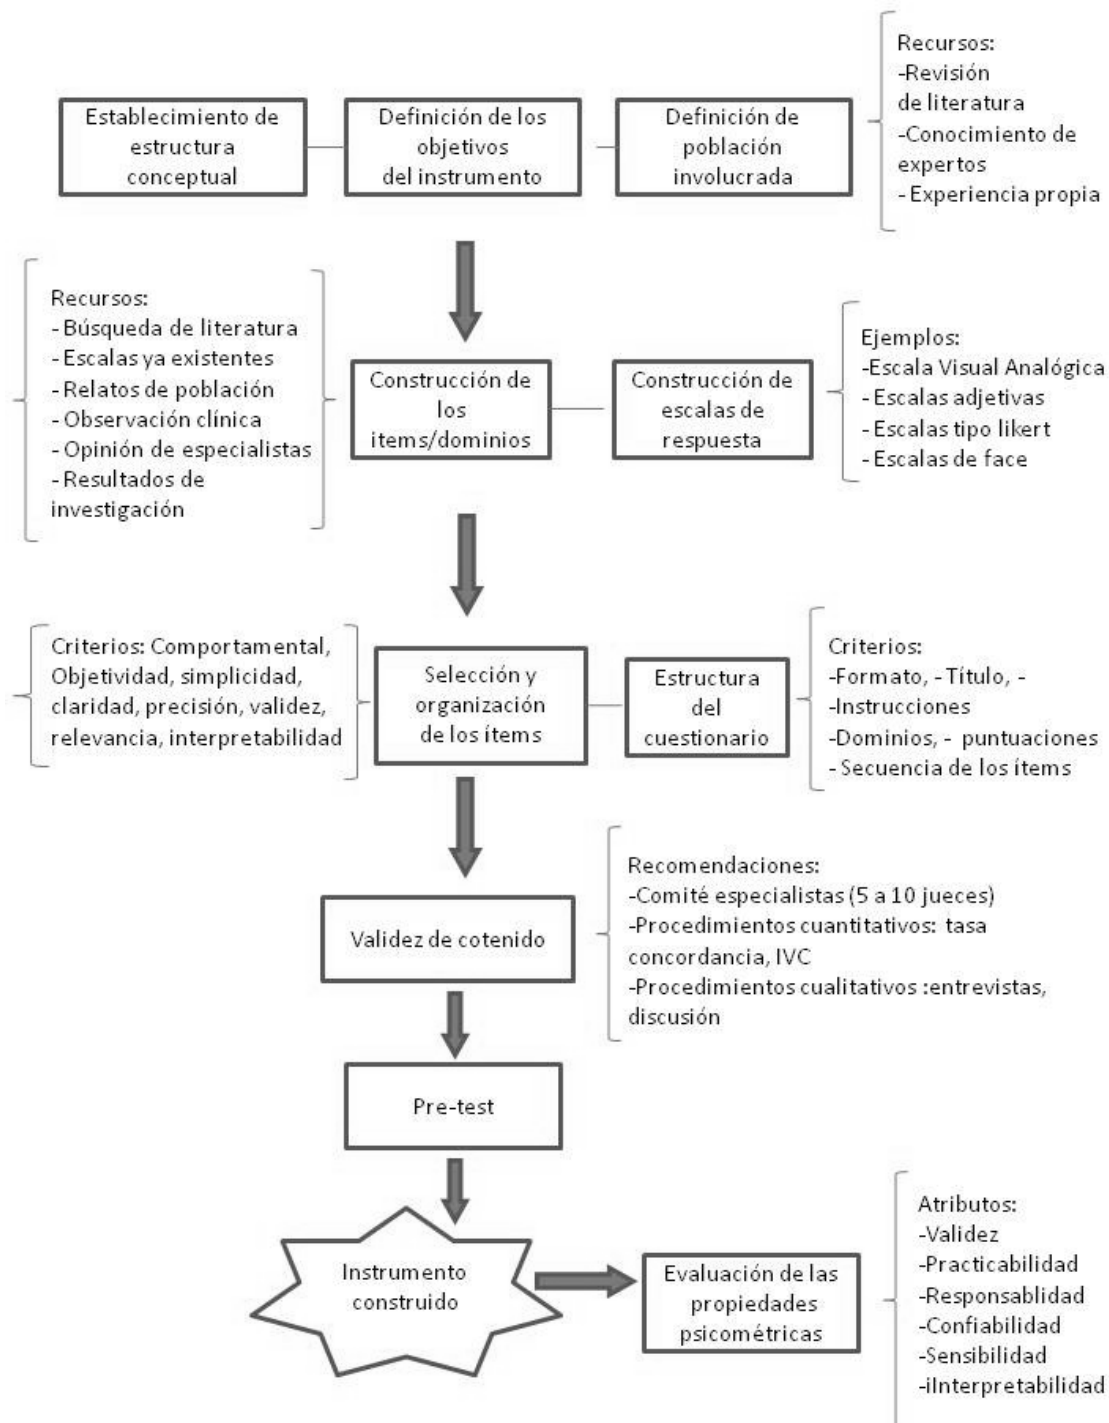 Establecimiento de
estructura
conceptual
Definición de los
objetivos
del instrumento
Definición de
población
involucrada
Recursos:
-Revisión
de literatura
-Conocimiento de
expertos
- Experiencia propia
Recursos:
- Búsqueda de literatura
- Escalas ya existentes
- Relatos de población
- Observación clínica
- Opinión de especialistas
- Resultados de
investigación
Construcción de
los
items/dominios
Construcción de
escalas de
respuesta
Ejemplos:
-Escala Visual Analógica
- Escalas adjetivas
- Escalas tipo likert
- Escalas de face
Criterios: Comportamental,
Objetividad, simplicidad,
claridad, precisión, validez,
relevancia, interpretabilidad
Selección y
organización
de los ítems
Estructura
del
cuestionario
Criterios:
-Formato, - Título, -
-Instrucciones
-Dominios, - puntuaciones
- Secuencia de los ítems
Validez de cotenido
Recomendaciones:
-Comité especialistas (5 a 10 jueces)
-Procedimientos cuantitativos: tasa
concordancia, IVC
-Procedimientos cualitativos :entrevistas,
discusión
Pre-test
Instrumento
construido
Evaluación de las
propiedades
psicométricas
Atributos:
-Validez
-Practicabilidad
-Responsablidad
-Confiabilidad
-Sensibilidad
-iInterpretabilidad